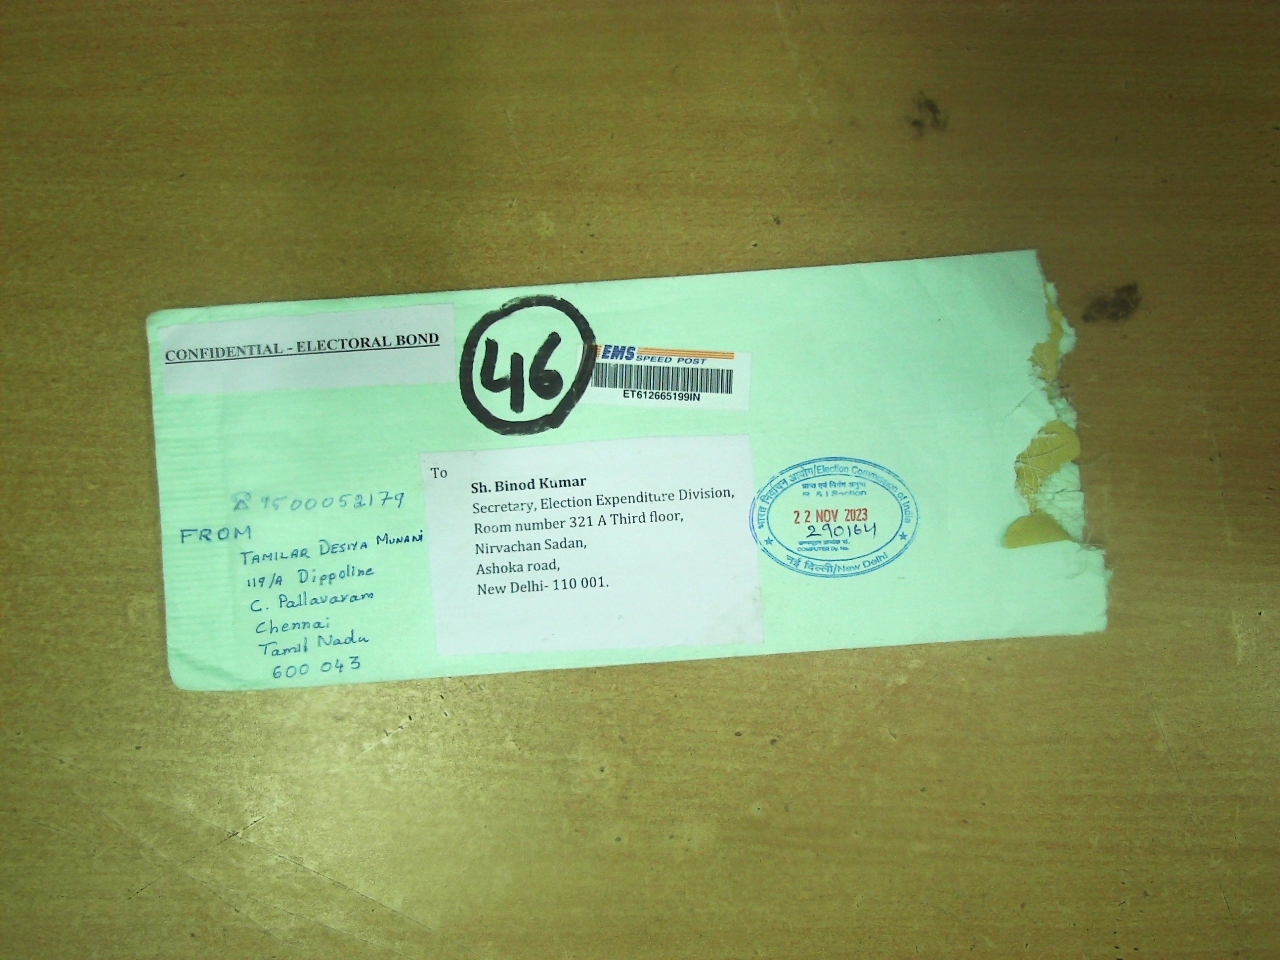 CONFIDENTIAL - ELECTORAL BOND
46
EMS SPEED POST
ET612665199IN
9500052179
FROM
TAMILAR DESIYA MUNANI
119/A Dippoline
C. Pallavaram
Chennai
Tamil Nadu
600 043
To
Sh. Binod Kumar
Secretary, Election Expenditure Division,
Room number 321 A Third floor,
Nirvachan Sadan,
Ashoka road,
New Delhi- 110 001.
भारत निर्वाचन आयोग/Election Commission of India
प्राप्त एवं निर्गम अनुभाग
R & I Section
22 NOV 2023
290164
COMPUTER Dy. No.
नई दिल्ली/New Delhi